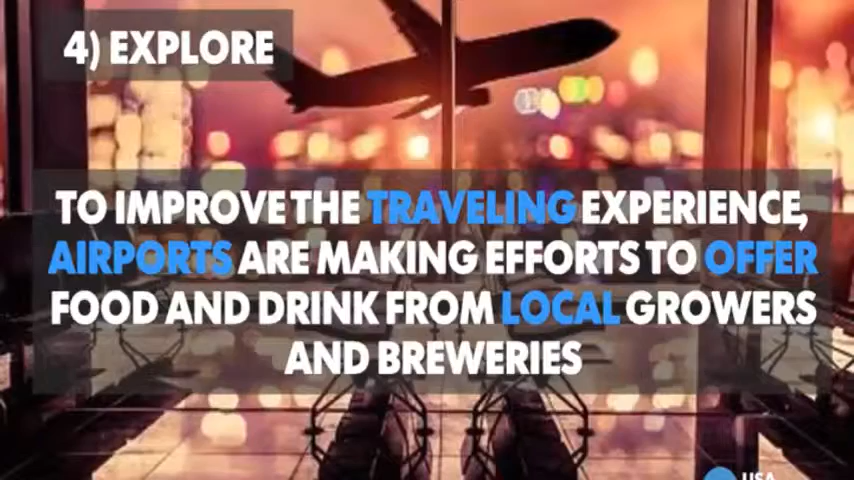 4) EXPLORE
TO IMPROVE THE TRAVELING EXPERIENCE,
AIRPORTS ARE MAKING EFFORTS TO OFFER
FOOD AND DRINK FROM LOCAL GROWERS
AND BREWERIES
USA